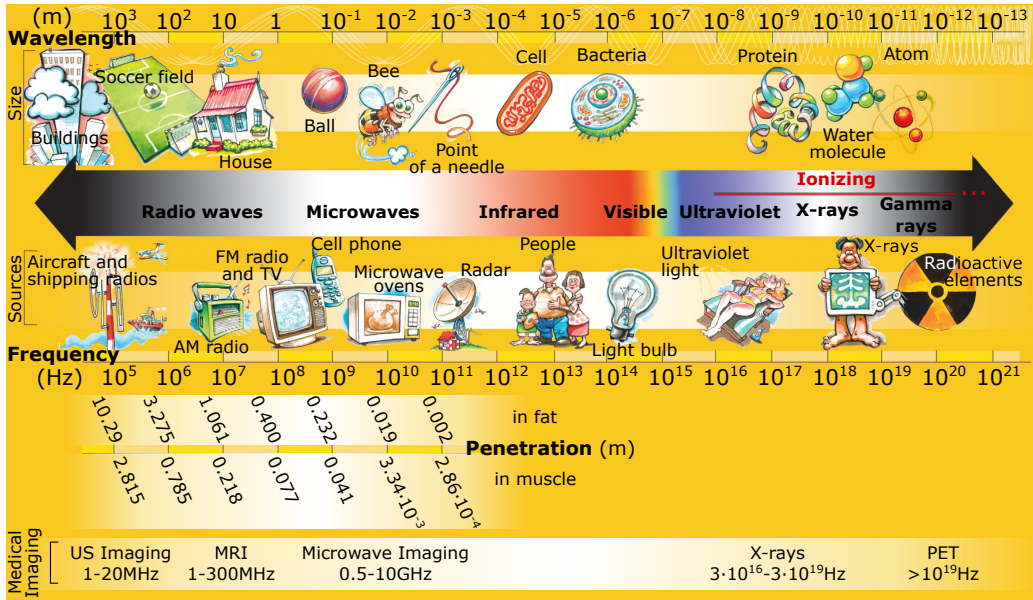 (m)
10³ 10² 10 1 10⁻¹ 10⁻² 10⁻³ 10⁻⁴ 10⁻⁵ 10⁻⁶ 10⁻⁷ 10⁻⁸ 10⁻⁹ 10⁻¹⁰ 10⁻¹¹ 10⁻¹² 10⁻¹³
Wavelength
Size
Buildings
Soccer field
House
Ball
Bee
Point
of a needle
Cell
Bacteria
Protein
Water
molecule
Atom
Ionizing
...
Radio waves
Microwaves
Infrared
Visible
Ultraviolet
X-rays
Gamma
rays
Sources
Aircraft and
shipping radios
AM radio
FM radio
and TV
Cell phone
Microwave
ovens
Radar
People
Light bulb
Ultraviolet
light
X-rays
Radioactive
elements
Frequency
(Hz)
10⁵ 10⁶ 10⁷ 10⁸ 10⁹ 10¹⁰ 10¹¹ 10¹² 10¹³ 10¹⁴ 10¹⁵ 10¹⁶ 10¹⁷ 10¹⁸ 10¹⁹ 10²⁰ 10²¹
10.29 3.275 1.061 0.400 0.232 0.019 0.002
in fat
Penetration (m)
in muscle
2.815 0.785 0.218 0.077 0.041 3.34·10⁻³ 2.86·10⁻⁴
Medical
Imaging
US Imaging
1-20MHz
MRI
1-300MHz
Microwave Imaging
0.5-10GHz
X-rays
3·10¹⁶-3·10¹⁹Hz
PET
>10¹⁹Hz